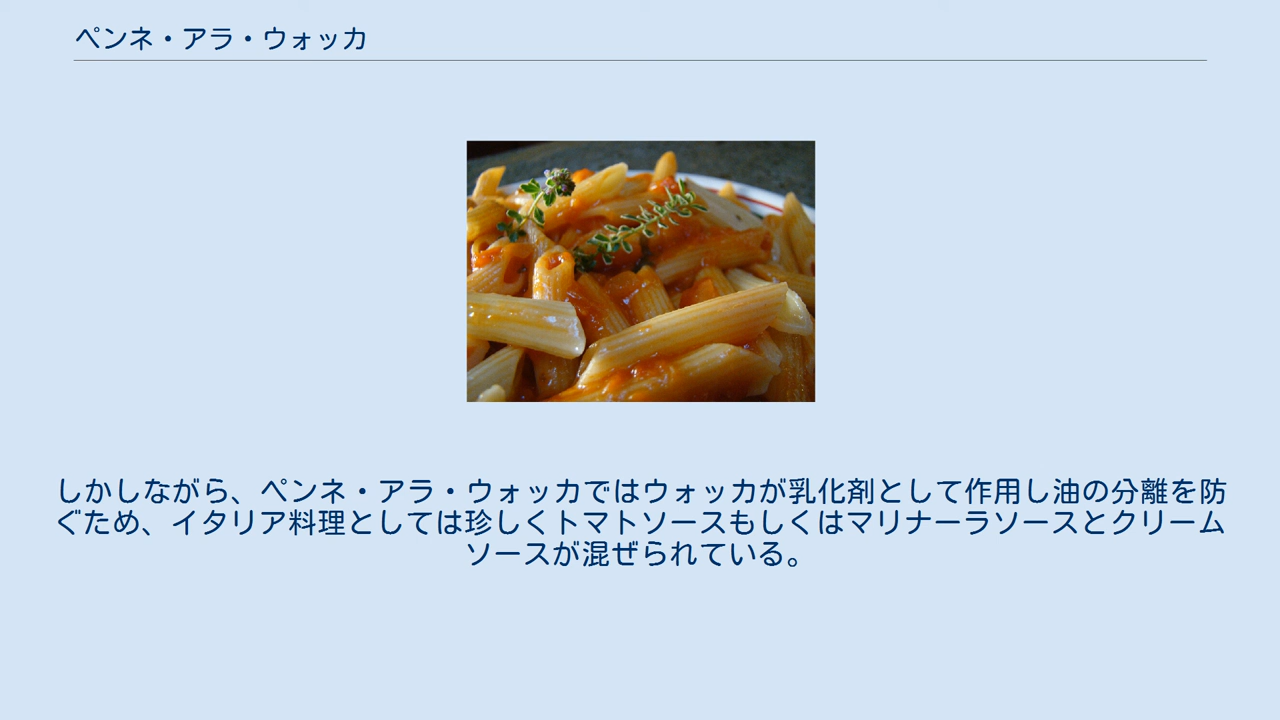 ペンネ・アラ・ウォッカ
しかしながら、ペンネ・アラ・ウォッカではウォッカが乳化剤として作用し油の分離を防
ぐため、イタリア料理としては珍しくトマトソースもしくはマリナーラソースとクリーム
ソースが混ぜられている。